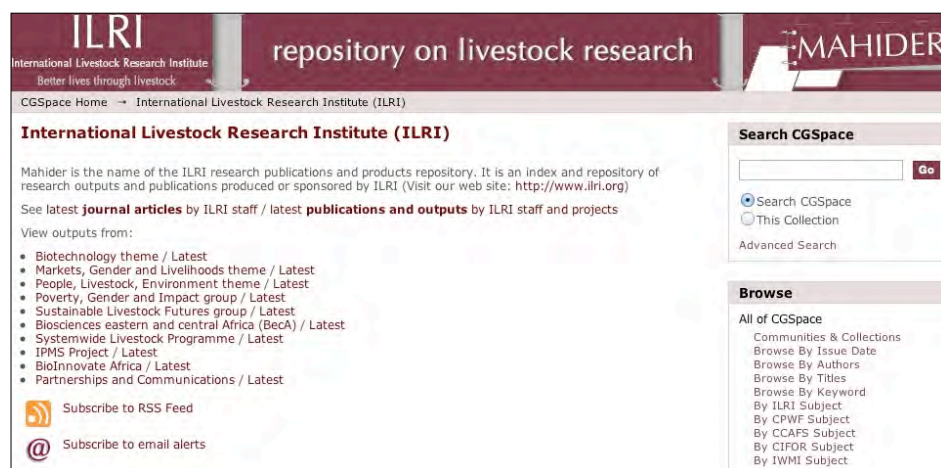 ILRI
International Livestock Research Institute
Better lives through livestock
repository on livestock research
MAHIDER
CGSpace Home → International Livestock Research Institute (ILRI)
International Livestock Research Institute (ILRI)
Mahider is the name of the ILRI research publications and products repository. It is an index and repository of
research outputs and publications produced or sponsored by ILRI (Visit our web site: http://www.ilri.org)
See latest journal articles by ILRI staff / latest publications and outputs by ILRI staff and projects
View outputs from:
• Biotechnology theme / Latest
• Markets, Gender and Livelihoods theme / Latest
• People, Livestock, Environment theme / Latest
• Poverty, Gender and Impact group / Latest
• Sustainable Livestock Futures group / Latest
• Biosciences eastern and central Africa (BecA) / Latest
• Systemwide Livestock Programme / Latest
• IPMS Project / Latest
• BioInnovate Africa / Latest
• Partnerships and Communications / Latest
Subscribe to RSS Feed
@ Subscribe to email alerts
Search CGSpace
Go
Search CGSpace
This Collection
Advanced Search
Browse
All of CGSpace
Communities & Collections
Browse By Issue Date
Browse By Authors
Browse By Titles
Browse By Keyword
By ILRI Subject
By CPWF Subject
By CCAFS Subject
By CIFOR Subject
By IWMI Subject